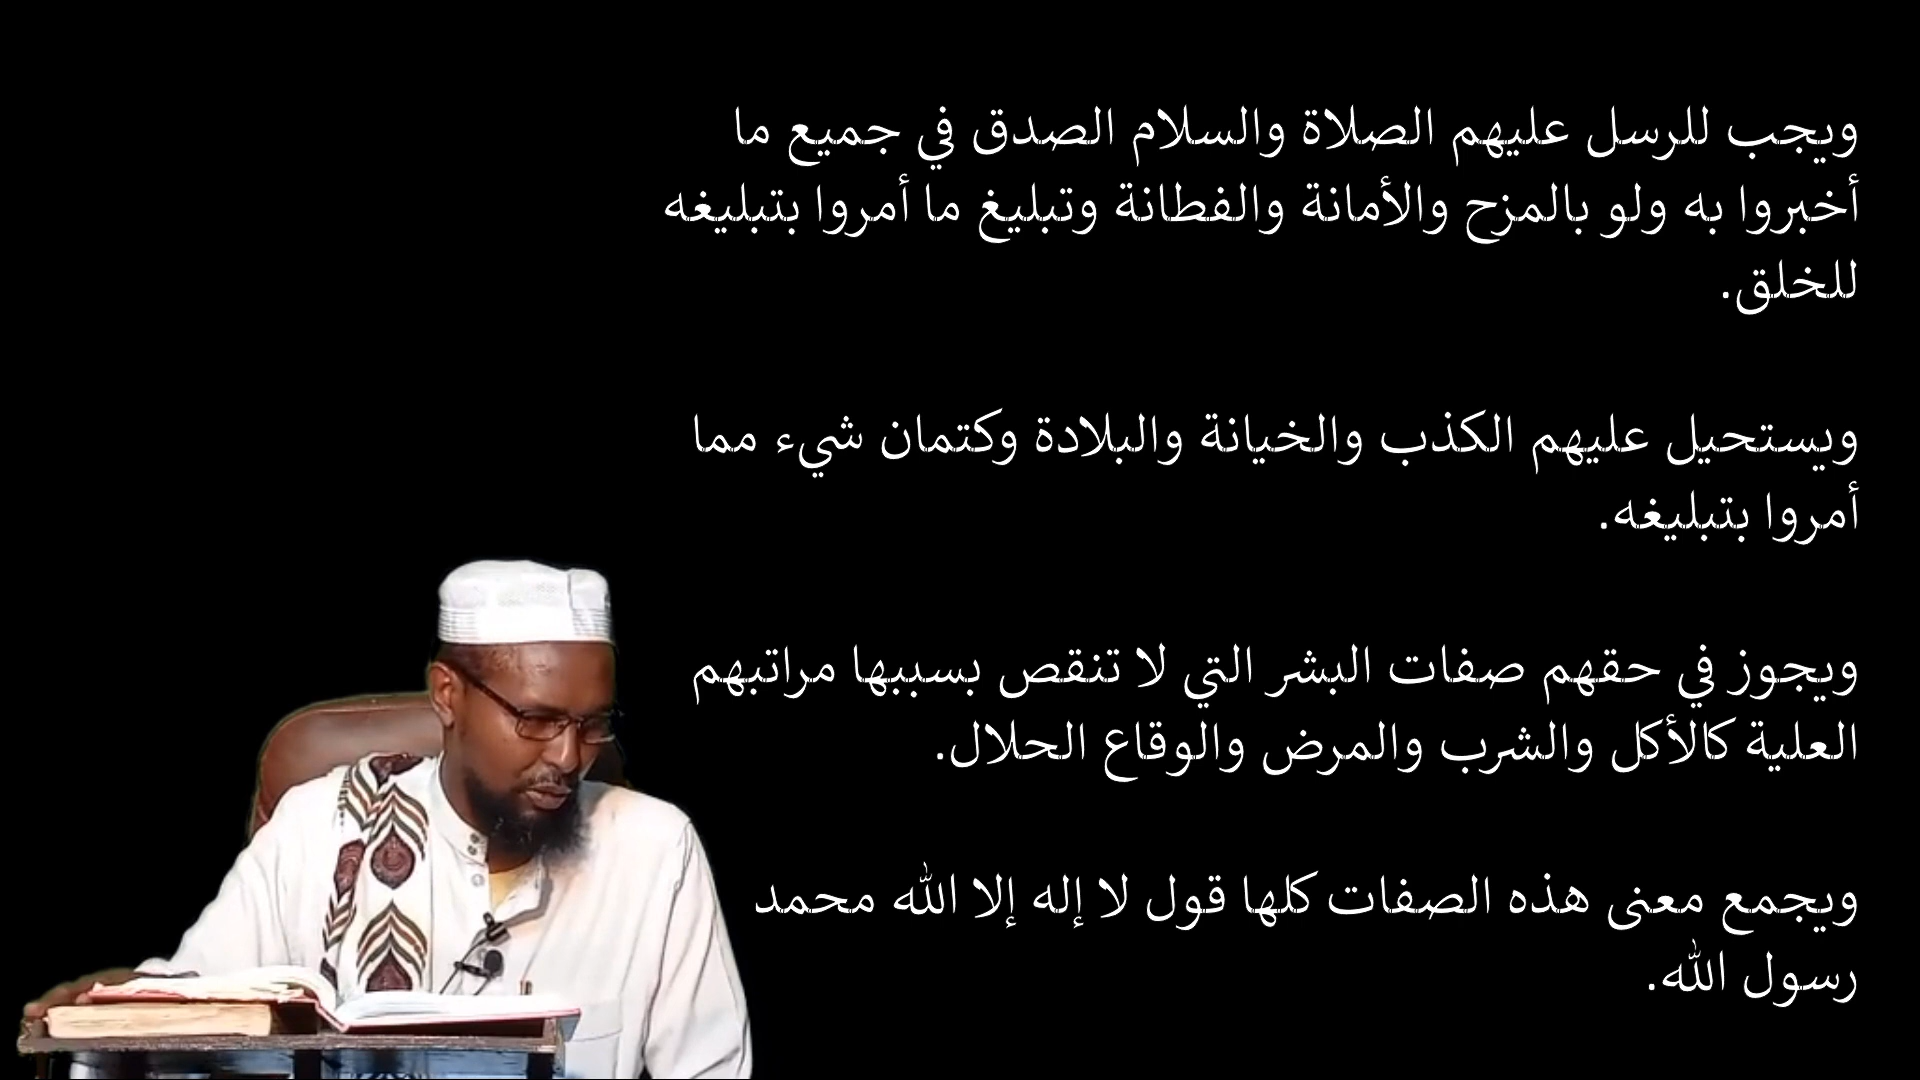 ويجب للرسل عليهم الصلاة والسلام الصدق في جميع ما
أخبروا به ولو بالمزح والأمانة والفطانة وتبليغ ما أمروا بتبليغه
للخلق.
ويستحيل عليهم الكذب والخيانة والبلادة وكتمان شيء مما
أمروا بتبليغه.
ويجوز في حقهم صفات البشر التي لا تنقص بسببها مراتبهم
العلية كالأكل والشرب والمرض والوقاع الحلال.
ويجمع معنى هذه الصفات كلها قول لا إله إلا الله محمد
رسول الله.